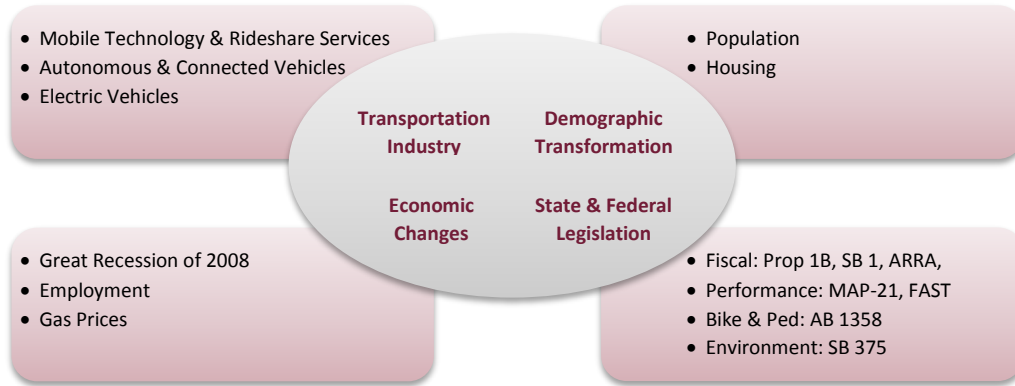 • Mobile Technology & Rideshare Services
• Autonomous & Connected Vehicles
• Electric Vehicles
• Population
• Housing
Transportation
Industry
Demographic
Transformation
Economic
Changes
State & Federal
Legislation
• Great Recession of 2008
• Employment
• Gas Prices
• Fiscal: Prop 1B, SB 1, ARRA,
• Performance: MAP-21, FAST
• Bike & Ped: AB 1358
• Environment: SB 375